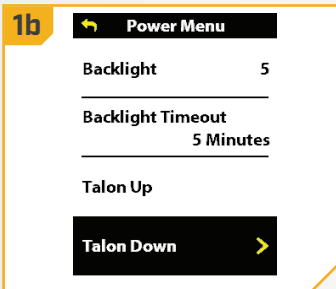 1b
Power Menu
Backlight 5
Backlight Timeout
5 Minutes
Talon Up
Talon Down